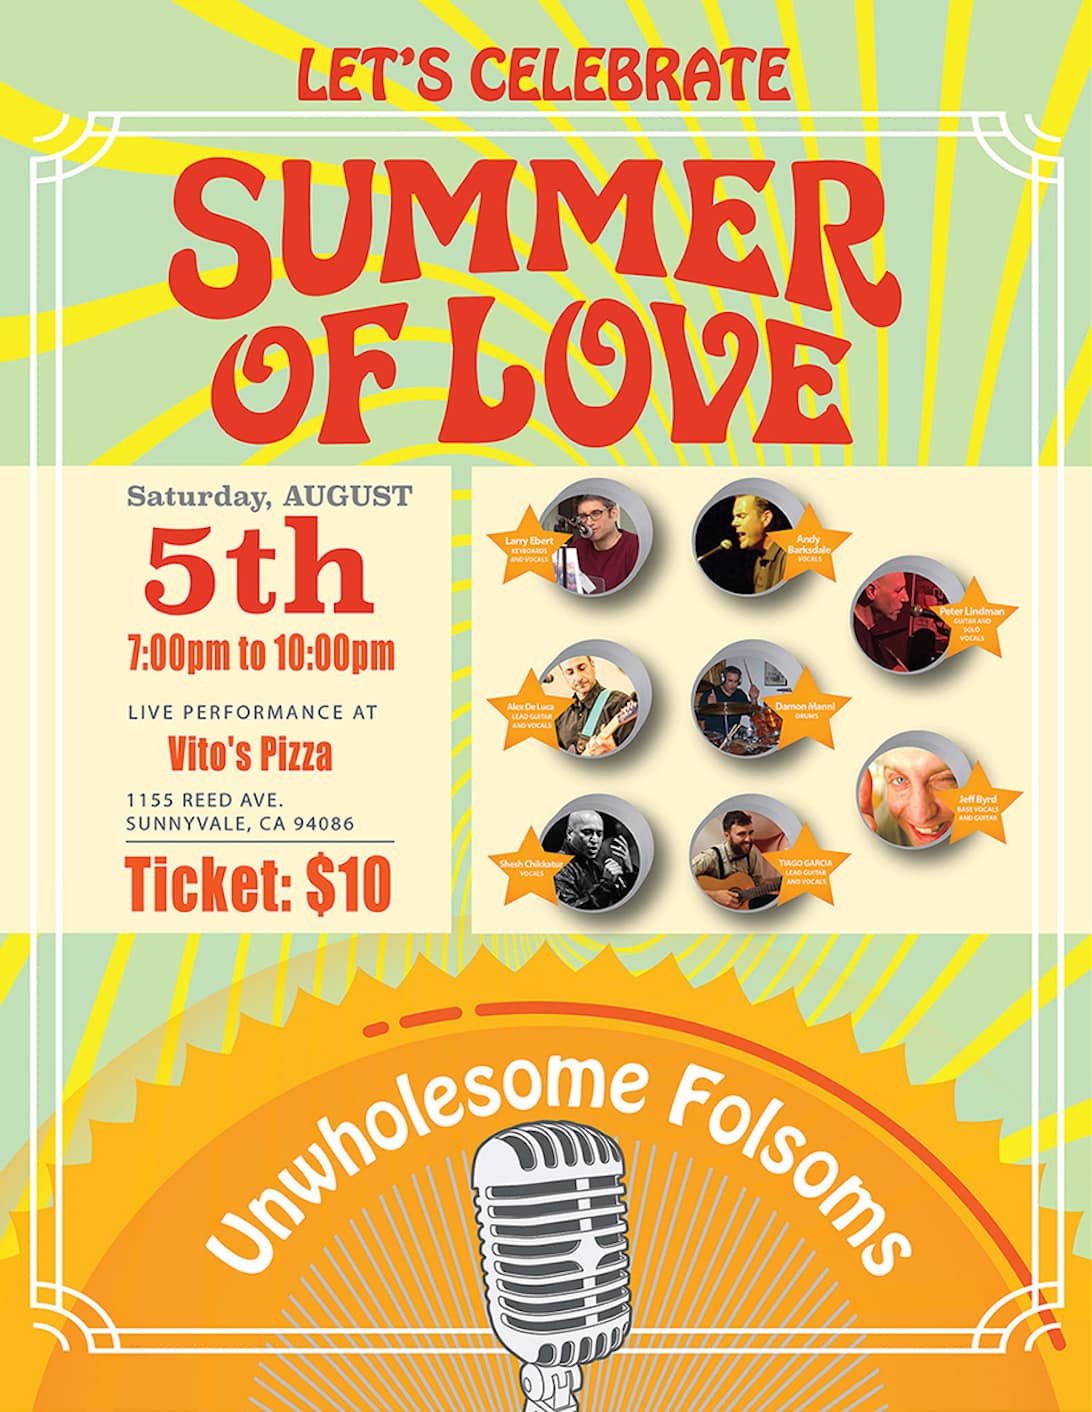 LET'S CELEBRATE
SUMMER
OF LOVE
Saturday, AUGUST
5th
7:00pm to 10:00pm
LIVE PERFORMANCE AT
Vito's Pizza
1155 REED AVE.
SUNNYVALE, CA 94086
Ticket: $10
Larry Ebert
KEYBOARDS
AND VOCALS
Andy
Barksdale
VOCALS
Peter Lindman
GUITAR AND
SOLO
VOCALS
Alex De Luca
LEAD GUITAR
AND VOCALS
Damon Manni
DRUMS
Jeff Byrd
BASE VOCALS
AND GUITAR
Shesh Chikkatur
VOCALS
TIAGO GARCIA
LEAD GUITAR
AND VOCALS
Unwholesome Folsoms